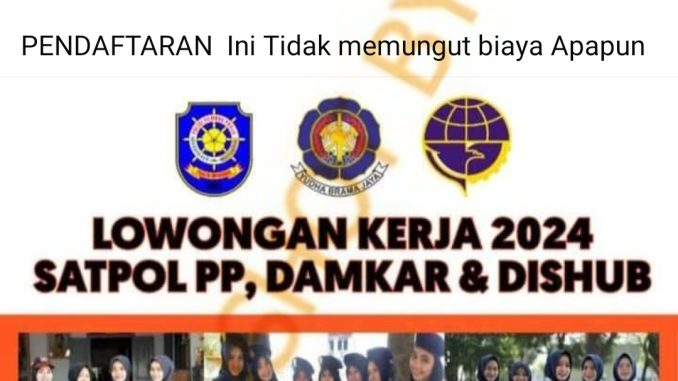 PENDAFTARAN Ini Tidak memungut biaya Apapun
YUDHA BRAMA JAYA
LOWONGAN KERJA 2024
SATPOL PP, DAMKAR & DISHUB